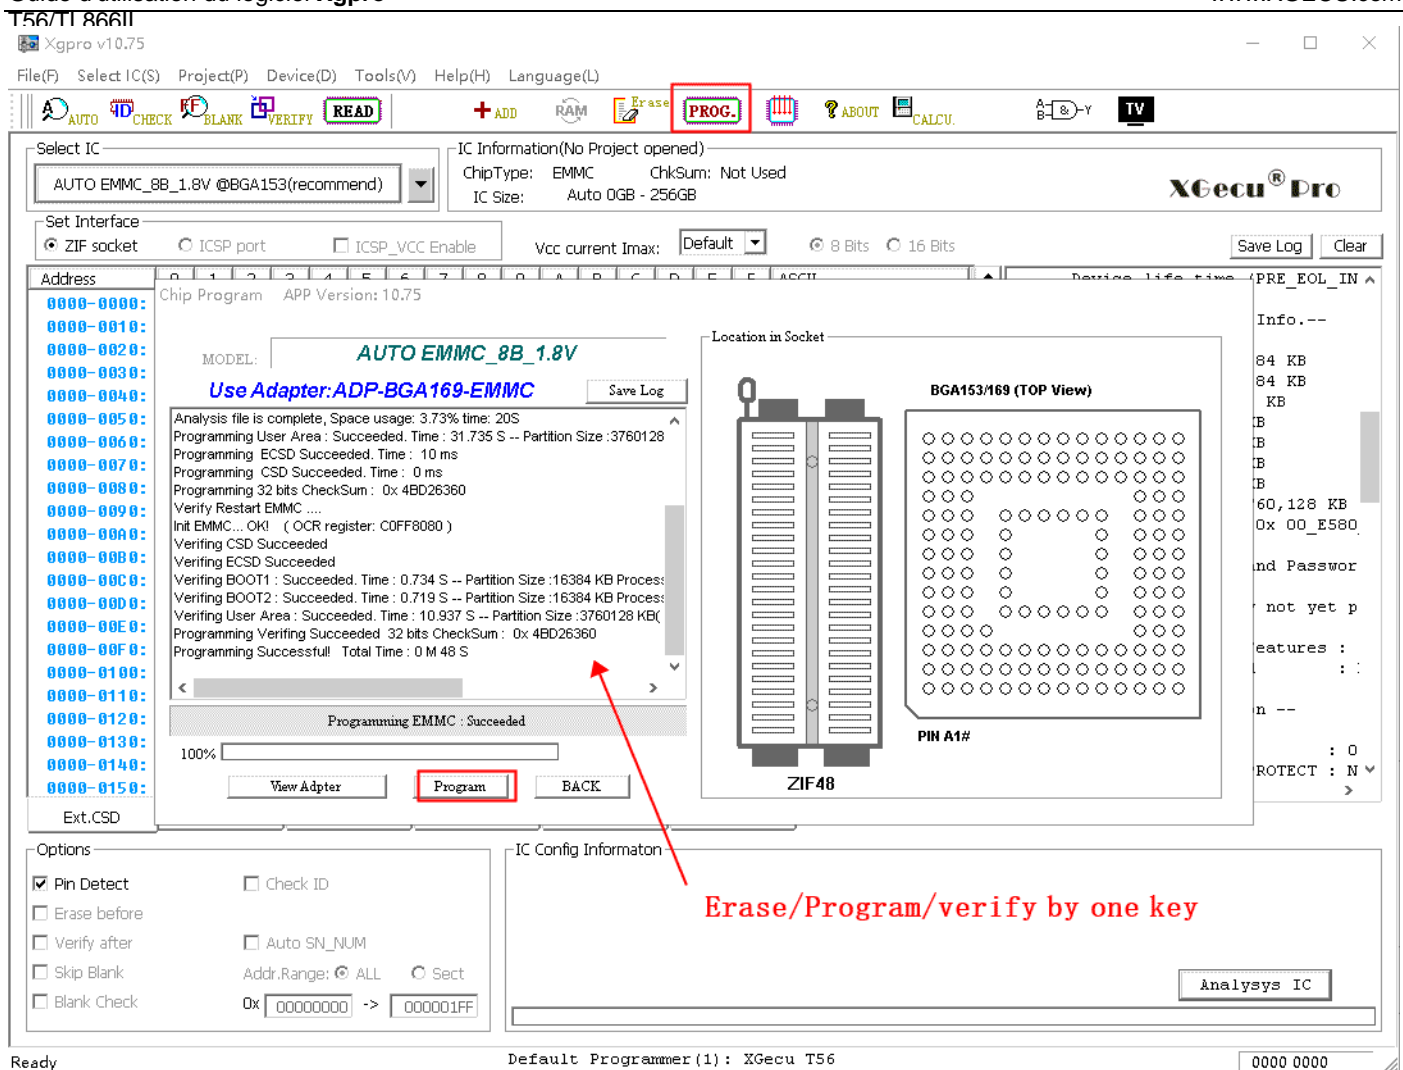 T56/TL866II
Xgpro v10.75
File(F) Select IC(S) Project(P) Device(D) Tools(V) Help(H) Language(L)
AUTO CHECK BLANK VERIFY READ ADD RAM Erase PROG. ABOUT CALCU. TV
Select IC
AUTO EMMC_8B_1.8V @BGA153(recommend)
IC Information(No Project opened)
ChipType: EMMC ChkSum: Not Used
IC Size: Auto 0GB - 256GB
XGecu® Pro
Set Interface
ZIF socket ICSP port ICSP_VCC Enable Vcc current Imax: Default 8 Bits 16 Bits Save Log Clear
Address
0000-0000:
0000-0010:
0000-0020:
0000-0030:
0000-0040:
0000-0050:
0000-0060:
0000-0070:
0000-0080:
0000-0090:
0000-00A0:
0000-00B0:
0000-00C0:
0000-00D0:
0000-00E0:
0000-00F0:
0000-0100:
0000-0110:
0000-0120:
0000-0130:
0000-0140:
0000-0150:
Ext.CSD
Chip Program APP Version: 10.75
MODEL: AUTO EMMC_8B_1.8V
Use Adapter:ADP-BGA169-EMMC Save Log
Analysis file is complete, Space usage: 3.73% time: 20S
Programming User Area : Succeeded. Time : 31.735 S -- Partition Size :3760128
Programming ECSD Succeeded. Time : 10 ms
Programming CSD Succeeded. Time : 0 ms
Programming 32 bits CheckSum : 0x 4BD26360
Verify Restart EMMC ....
Init EMMC... OK! ( OCR register: C0FF8080 )
Verifing CSD Succeeded
Verifing ECSD Succeeded
Verifing BOOT1 : Succeeded. Time : 0.734 S -- Partition Size :16384 KB Process
Verifing BOOT2 : Succeeded. Time : 0.719 S -- Partition Size :16384 KB Process
Verifing User Area : Succeeded. Time : 10.937 S -- Partition Size :3760128 KB(
Programming Verifing Succeeded 32 bits CheckSum : 0x 4BD26360
Programming Successful! Total Time : 0 M 48 S
Programming EMMC : Succeeded
100%
View Adpter Program BACK
Location in Socket
BGA153/169 (TOP View)
PIN A1#
ZIF48
(PRE_EOL_IN
Info.--
84 KB
84 KB
KB
60,128 KB
0x 00_E580_
nd Passwor
not yet p
eatures :
n --
: 0
ROTECT : N
Options
Pin Detect Check ID
Erase before
Verify after Auto SN_NUM
Skip Blank Addr.Range: ALL Sect
Blank Check 0x 00000000 -> 000001FF
IC Config Informaton
Erase/Program/verify by one key
Analysys IC
Ready Default Programmer(1): XGecu T56 0000 0000